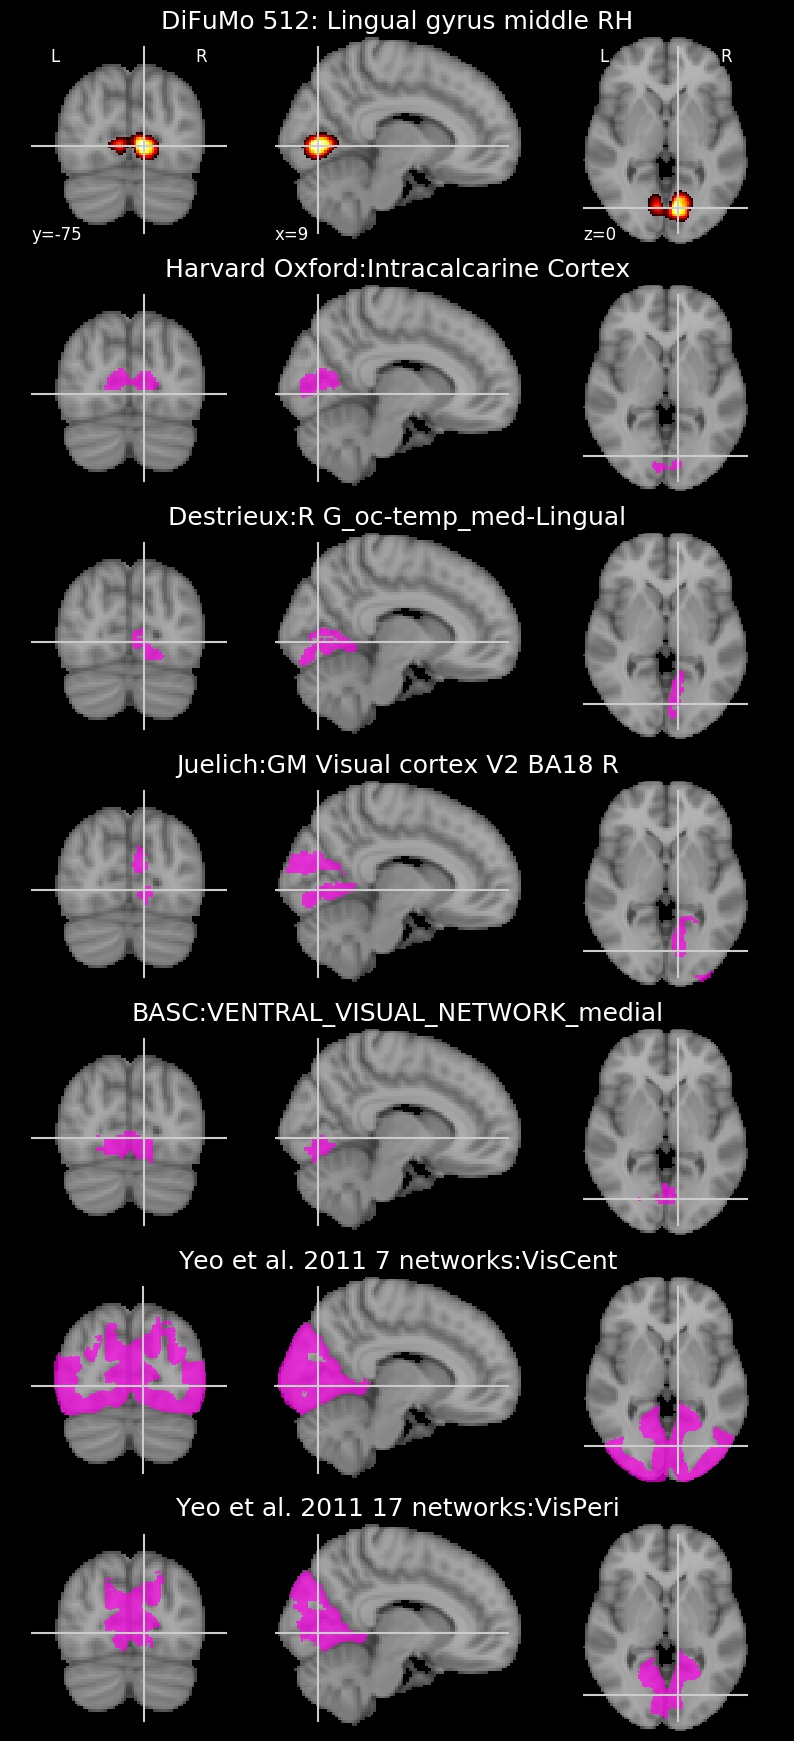 DiFuMo 512: Lingual gyrus middle RH
L R L R
y=-75 x=9 z=0
Harvard Oxford:Intracalcarine Cortex
Destrieux:R G_oc-temp_med-Lingual
Juelich:GM Visual cortex V2 BA18 R
BASC:VENTRAL_VISUAL_NETWORK_medial
Yeo et al. 2011 7 networks:VisCent
Yeo et al. 2011 17 networks:VisPeri